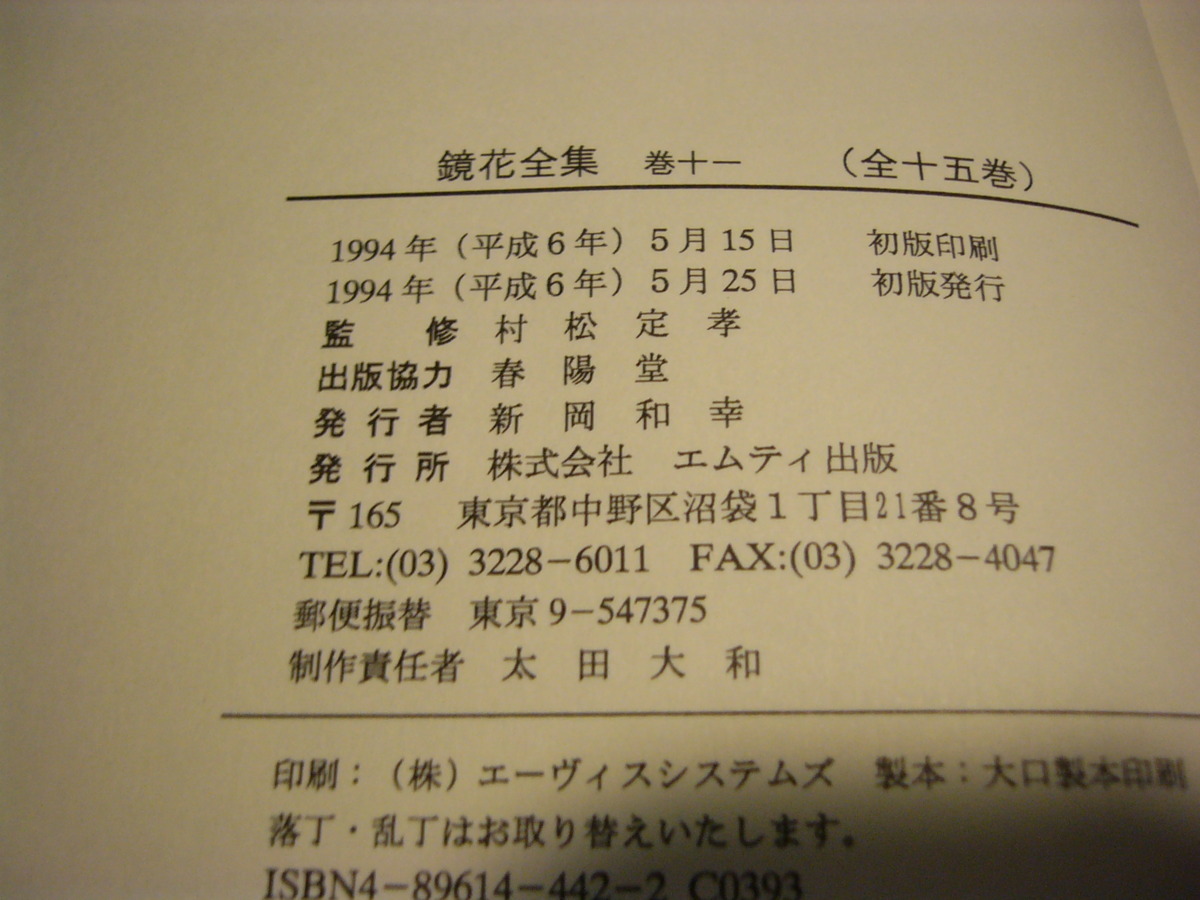 鏡花全集 巻十一 （全十五巻）
1994年（平成6年）5月15日 初版印刷
1994年（平成6年）5月25日 初版発行
監修 村松定孝
出版協力 春陽堂
発行者 新岡和幸
発行所 株式会社 エムティ出版
〒165 東京都中野区沼袋1丁目21番8号
TEL:(03) 3228-6011 FAX:(03) 3228-4047
郵便振替 東京9-547375
制作責任者 太田大和
印刷：（株）エーヴィスシステムズ 製本：大口製本印刷
落丁・乱丁はお取り替えいたします。
ISBN4-89614-442-2 C0393